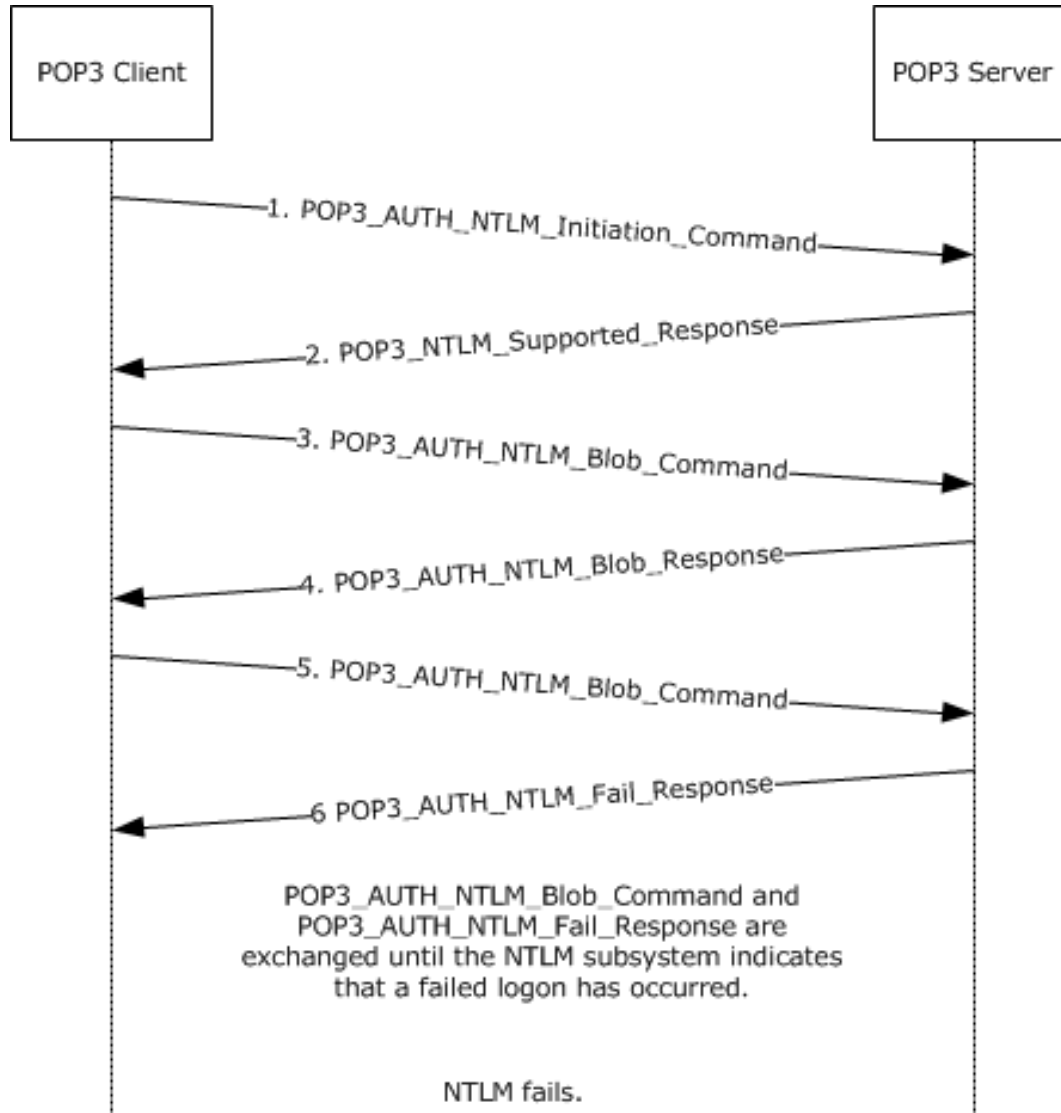 POP3 Client
POP3 Server
1. POP3_AUTH_NTLM_Initiation_Command
2. POP3_NTLM_Supported_Response
3. POP3_AUTH_NTLM_Blob_Command
4. POP3_AUTH_NTLM_Blob_Response
5. POP3_AUTH_NTLM_Blob_Command
6 POP3_AUTH_NTLM_Fail_Response
POP3_AUTH_NTLM_Blob_Command and
POP3_AUTH_NTLM_Fail_Response are
exchanged until the NTLM subsystem indicates
that a failed logon has occurred.
NTLM fails.